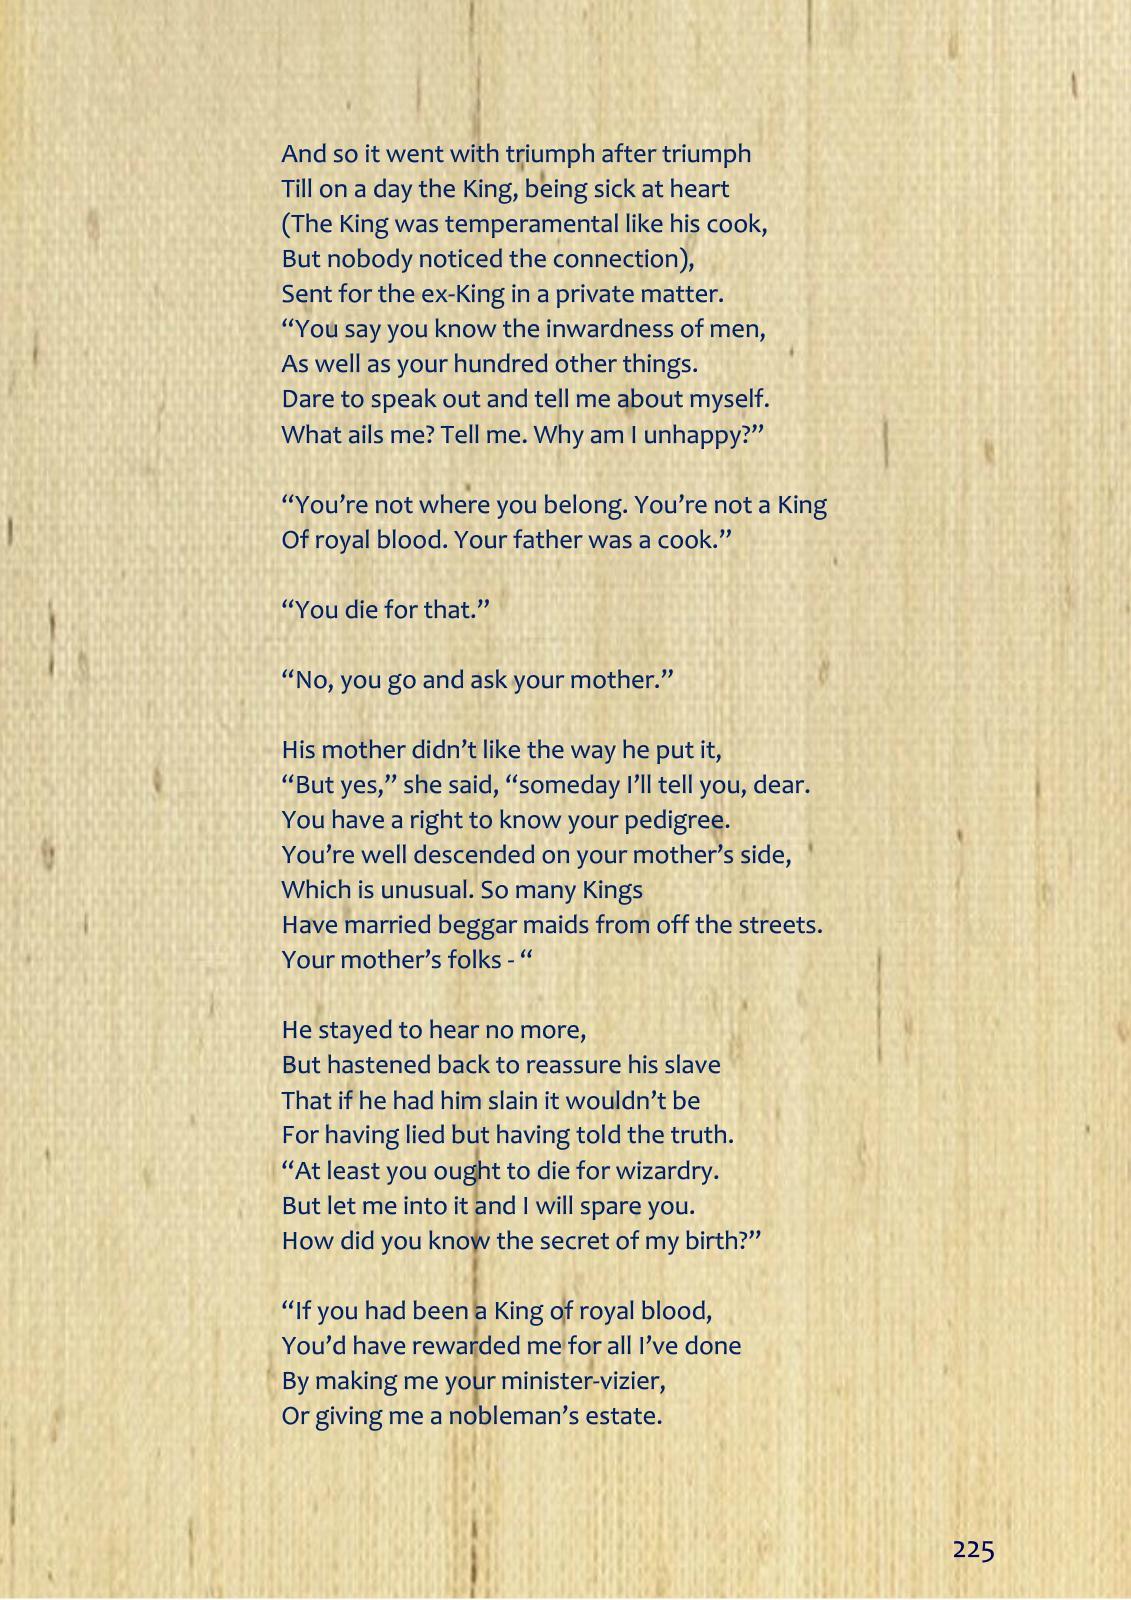 And so it went with triumph after triumph
Till on a day the King, being sick at heart
(The King was temperamental like his cook,
But nobody noticed the connection),
Sent for the ex-King in a private matter.
“You say you know the inwardness of men,
As well as your hundred other things.
Dare to speak out and tell me about myself.
What ails me? Tell me. Why am I unhappy?”
“You’re not where you belong. You’re not a King
Of royal blood. Your father was a cook.”
“You die for that.”
“No, you go and ask your mother.”
His mother didn’t like the way he put it,
“But yes,” she said, “someday I’ll tell you, dear.
You have a right to know your pedigree.
You’re well descended on your mother’s side,
Which is unusual. So many Kings
Have married beggar maids from off the streets.
Your mother’s folks - “
He stayed to hear no more,
But hastened back to reassure his slave
That if he had him slain it wouldn’t be
For having lied but having told the truth.
“At least you ought to die for wizardry.
But let me into it and I will spare you.
How did you know the secret of my birth?”
“If you had been a King of royal blood,
You’d have rewarded me for all I’ve done
By making me your minister-vizier,
Or giving me a nobleman’s estate.
225